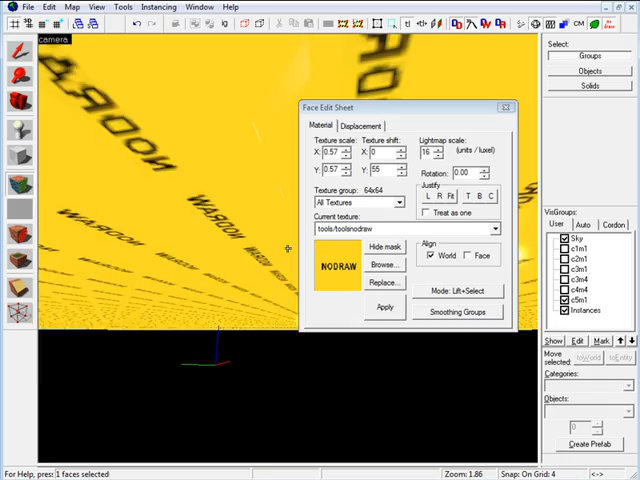 File Edit Map View Tools Instancing Window Help
camera
NODRAW
NODRAW
NODRAW
NODRAW
Face Edit Sheet
Material Displacement
Texture scale: Texture shift: Lightmap scale:
X: 0.57 X: 0 16 (units / luxel)
Y: 0.57 Y: 55 Rotation: 0.00
Texture group: 64x64 Justify
All Textures L R Fit T B C
Treat as one
Current texture:
tools/toolsnodraw
NODRAW
Hide mask
Browse...
Replace...
Apply
Align
World Face
Mode: Lift+Select
Smoothing Groups
Select:
Groups
Objects
Solids
VisGroups:
User Auto Cordon
Sky
c1m1
c2m1
c3m1
c4m4
c5m1
Instances
Show Edit Mark
Move selected: toWorld toEntity
Categories:
Objects:
0
Create Prefab
For Help, press 1 faces selected Zoom: 1.86 Snap: On Grid: 4 <->